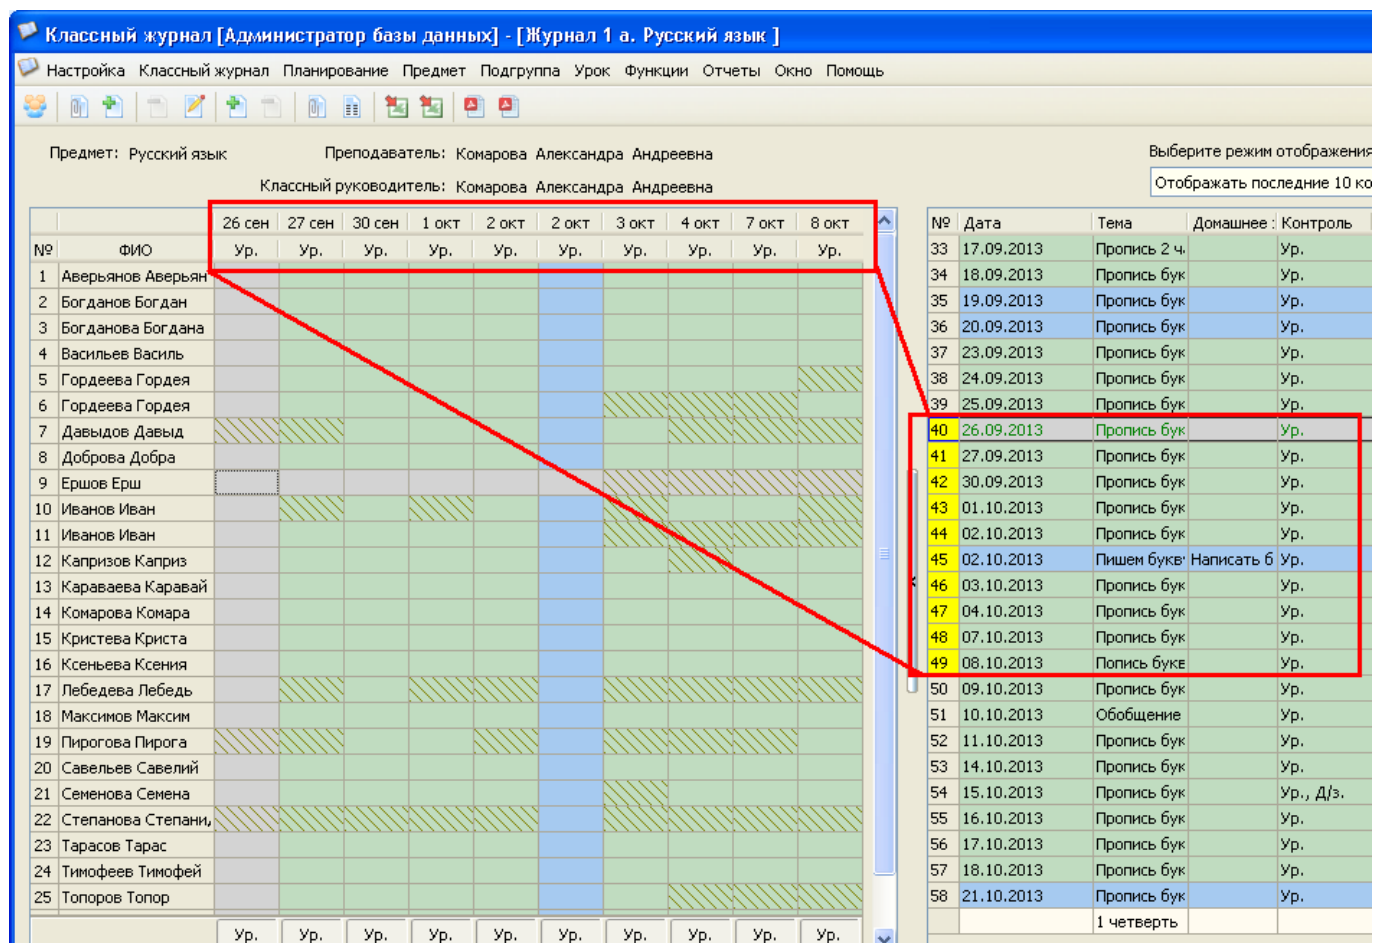 Классный журнал [Администратор базы данных] - [Журнал 1 а. Русский язык ]
Настройка Классный журнал Планирование Предмет Подгруппа Урок Функции Отчеты Окно Помощь
Предмет: Русский язык Преподаватель: Комарова Александра Андреевна
Классный руководитель: Комарова Александра Андреевна
Выберите режим отображения
Отображать последние 10 ко
26 сен 27 сен 30 сен 1 окт 2 окт 2 окт 3 окт 4 окт 7 окт 8 окт
№ ФИО Ур. Ур. Ур. Ур. Ур. Ур. Ур. Ур. Ур. Ур.
1 Аверьянов Аверьян
2 Богданов Богдан
3 Богданова Богдана
4 Васильев Василь
5 Гордеева Гордея
6 Гордеева Гордея
7 Давыдов Давыд
8 Доброва Добра
9 Ершов Ерш
10 Иванов Иван
11 Иванов Иван
12 Капризов Каприз
13 Караваева Каравай
14 Комарова Комара
15 Кристева Криста
16 Ксеньева Ксения
17 Лебедева Лебедь
18 Максимов Максим
19 Пирогова Пирога
20 Савельев Савелий
21 Семенова Семена
22 Степанова Степани
23 Тарасов Тарас
24 Тимофеев Тимофей
25 Топоров Топор
Ур. Ур. Ур. Ур. Ур. Ур. Ур. Ур. Ур. Ур.
№ Дата Тема Домашнее : Контроль
33 17.09.2013 Пропись 2 ч. Ур.
34 18.09.2013 Пропись бук Ур.
35 19.09.2013 Пропись бук Ур.
36 20.09.2013 Пропись бук Ур.
37 23.09.2013 Пропись бук Ур.
38 24.09.2013 Пропись бук Ур.
39 25.09.2013 Пропись бук Ур.
40 26.09.2013 Пропись бук Ур.
41 27.09.2013 Пропись бук Ур.
42 30.09.2013 Пропись бук Ур.
43 01.10.2013 Пропись бук Ур.
44 02.10.2013 Пропись бук Ур.
45 02.10.2013 Пишем букв Написать б Ур.
46 03.10.2013 Пропись бук Ур.
47 04.10.2013 Пропись бук Ур.
48 07.10.2013 Пропись бук Ур.
49 08.10.2013 Попись букв Ур.
50 09.10.2013 Пропись бук Ур.
51 10.10.2013 Обобщение Ур.
52 11.10.2013 Пропись бук Ур.
53 14.10.2013 Пропись бук Ур.
54 15.10.2013 Пропись бук Ур., Д/з.
55 16.10.2013 Пропись бук Ур.
56 17.10.2013 Пропись бук Ур.
57 18.10.2013 Пропись бук Ур.
58 21.10.2013 Пропись бук Ур.
1 четверть